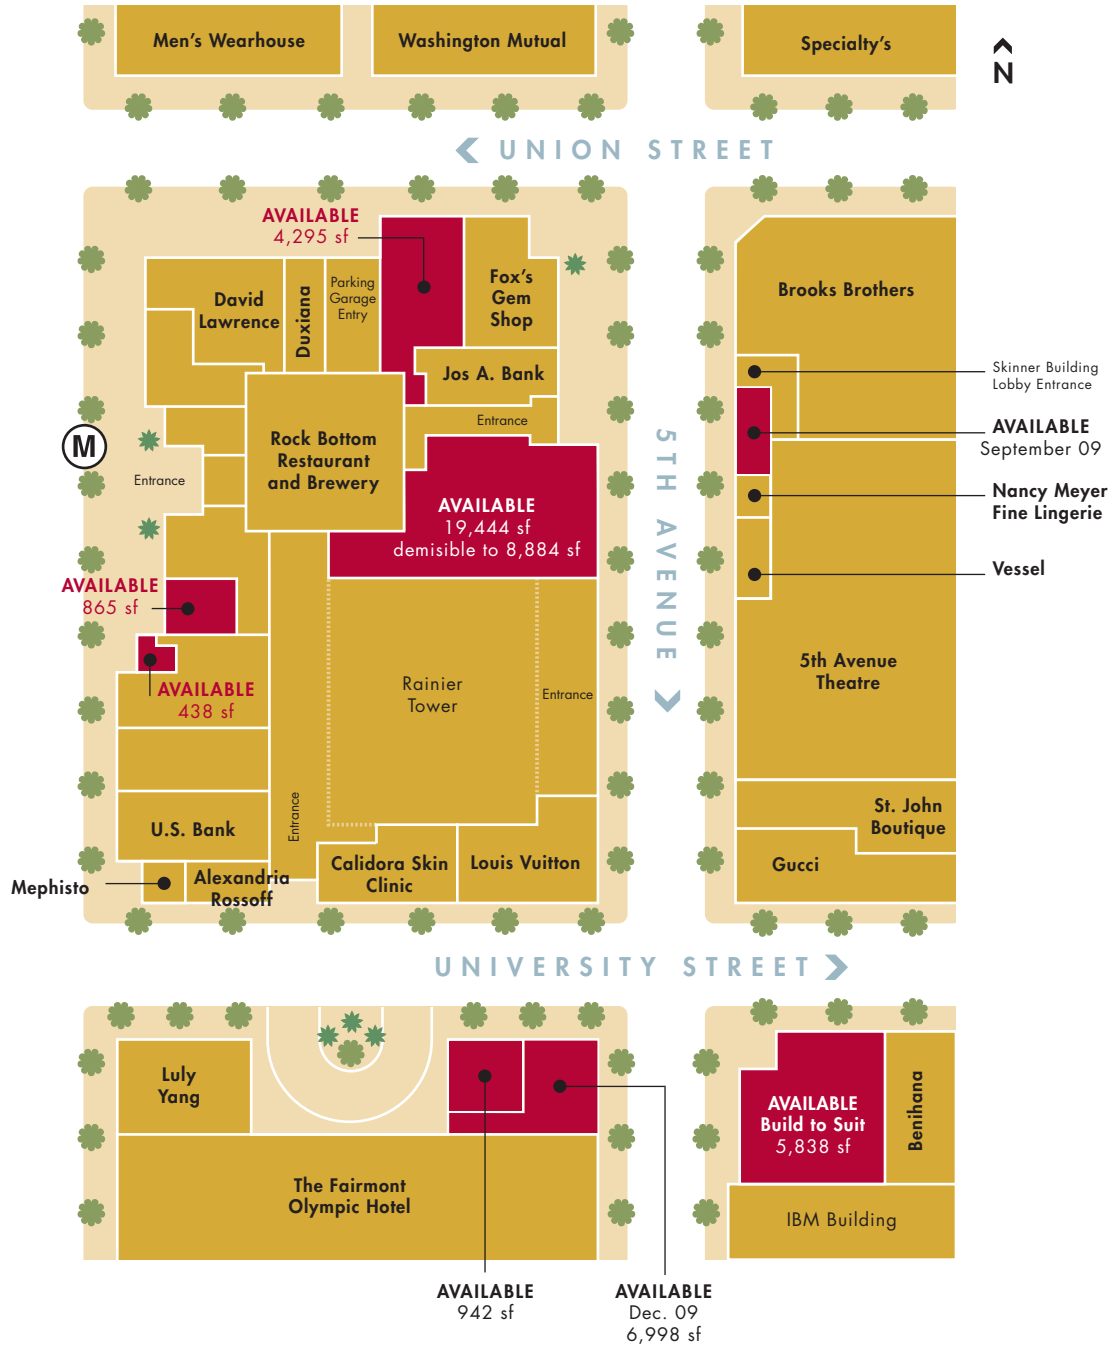 Men's Wearhouse
Washington Mutual
Specialty's
N
UNION STREET
AVAILABLE
4,295 sf
David
Lawrence
Duxiana
Parking
Garage
Entry
Fox's
Gem
Shop
Jos A. Bank
Entrance
Brooks Brothers
Skinner Building
Lobby Entrance
AVAILABLE
September 09
Nancy Meyer
Fine Lingerie
Vessel
M
Entrance
Rock Bottom
Restaurant
and Brewery
AVAILABLE
19,444 sf
demisible to 8,884 sf
5TH AVENUE
AVAILABLE
865 sf
AVAILABLE
438 sf
Rainier
Tower
Entrance
5th Avenue
Theatre
Entrance
U.S. Bank
Mephisto
Alexandria
Rossoff
Calidora Skin
Clinic
Louis Vuitton
St. John
Boutique
Gucci
UNIVERSITY STREET
Luly
Yang
The Fairmont
Olympic Hotel
AVAILABLE
Build to Suit
5,838 sf
Benihana
IBM Building
AVAILABLE
942 sf
AVAILABLE
Dec. 09
6,998 sf